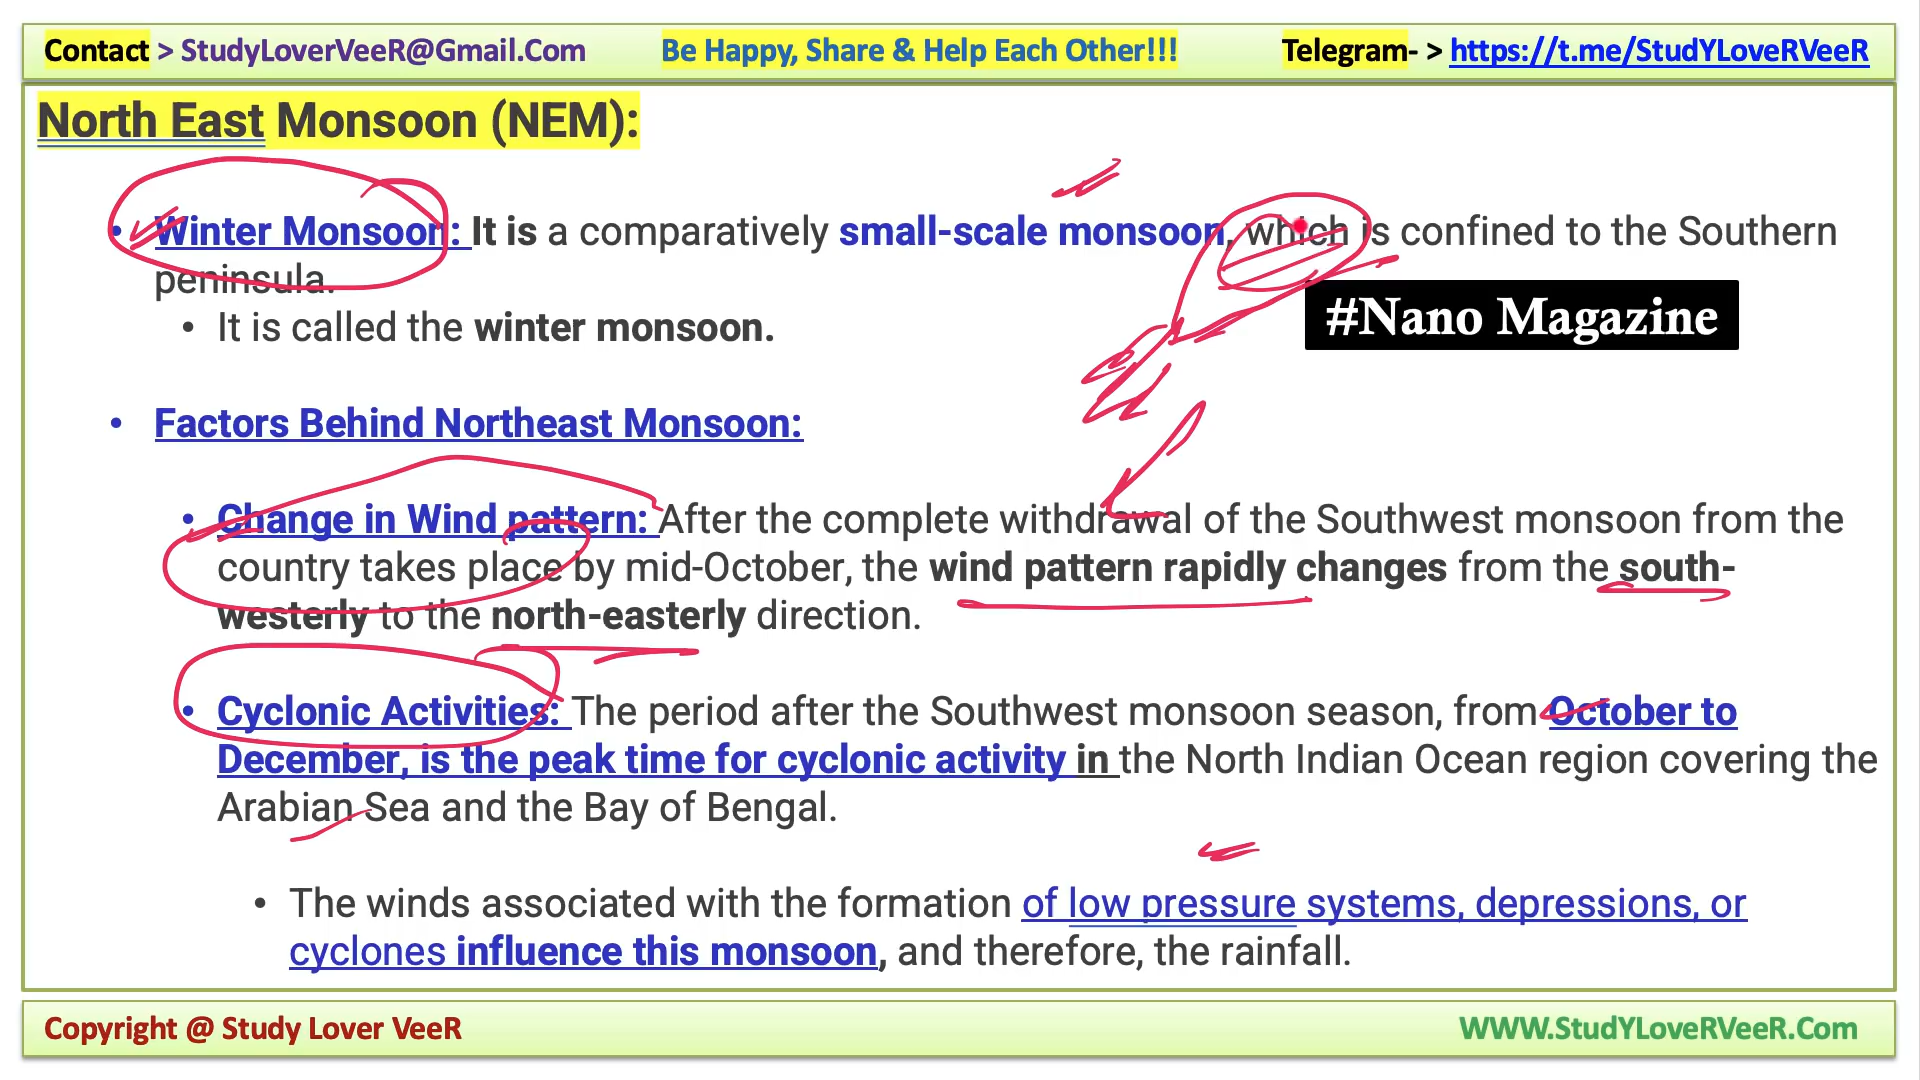 Contact > StudyLoverVeeR@Gmail.Com Be Happy, Share & Help Each Other!!! Telegram- > https://t.me/StudYLoveRVeeR
North East Monsoon (NEM):
• Winter Monsoon: It is a comparatively small-scale monsoon, which is confined to the Southern
peninsula.
#Nano Magazine
• It is called the winter monsoon.
• Factors Behind Northeast Monsoon:
• Change in Wind pattern: After the complete withdrawal of the Southwest monsoon from the
country takes place by mid-October, the wind pattern rapidly changes from the south-
westerly to the north-easterly direction.
• Cyclonic Activities: The period after the Southwest monsoon season, from October to
December, is the peak time for cyclonic activity in the North Indian Ocean region covering the
Arabian Sea and the Bay of Bengal.
• The winds associated with the formation of low pressure systems, depressions, or
cyclones influence this monsoon, and therefore, the rainfall.
Copyright @ Study Lover VeeR WWW.StudYLoveRVeeR.Com